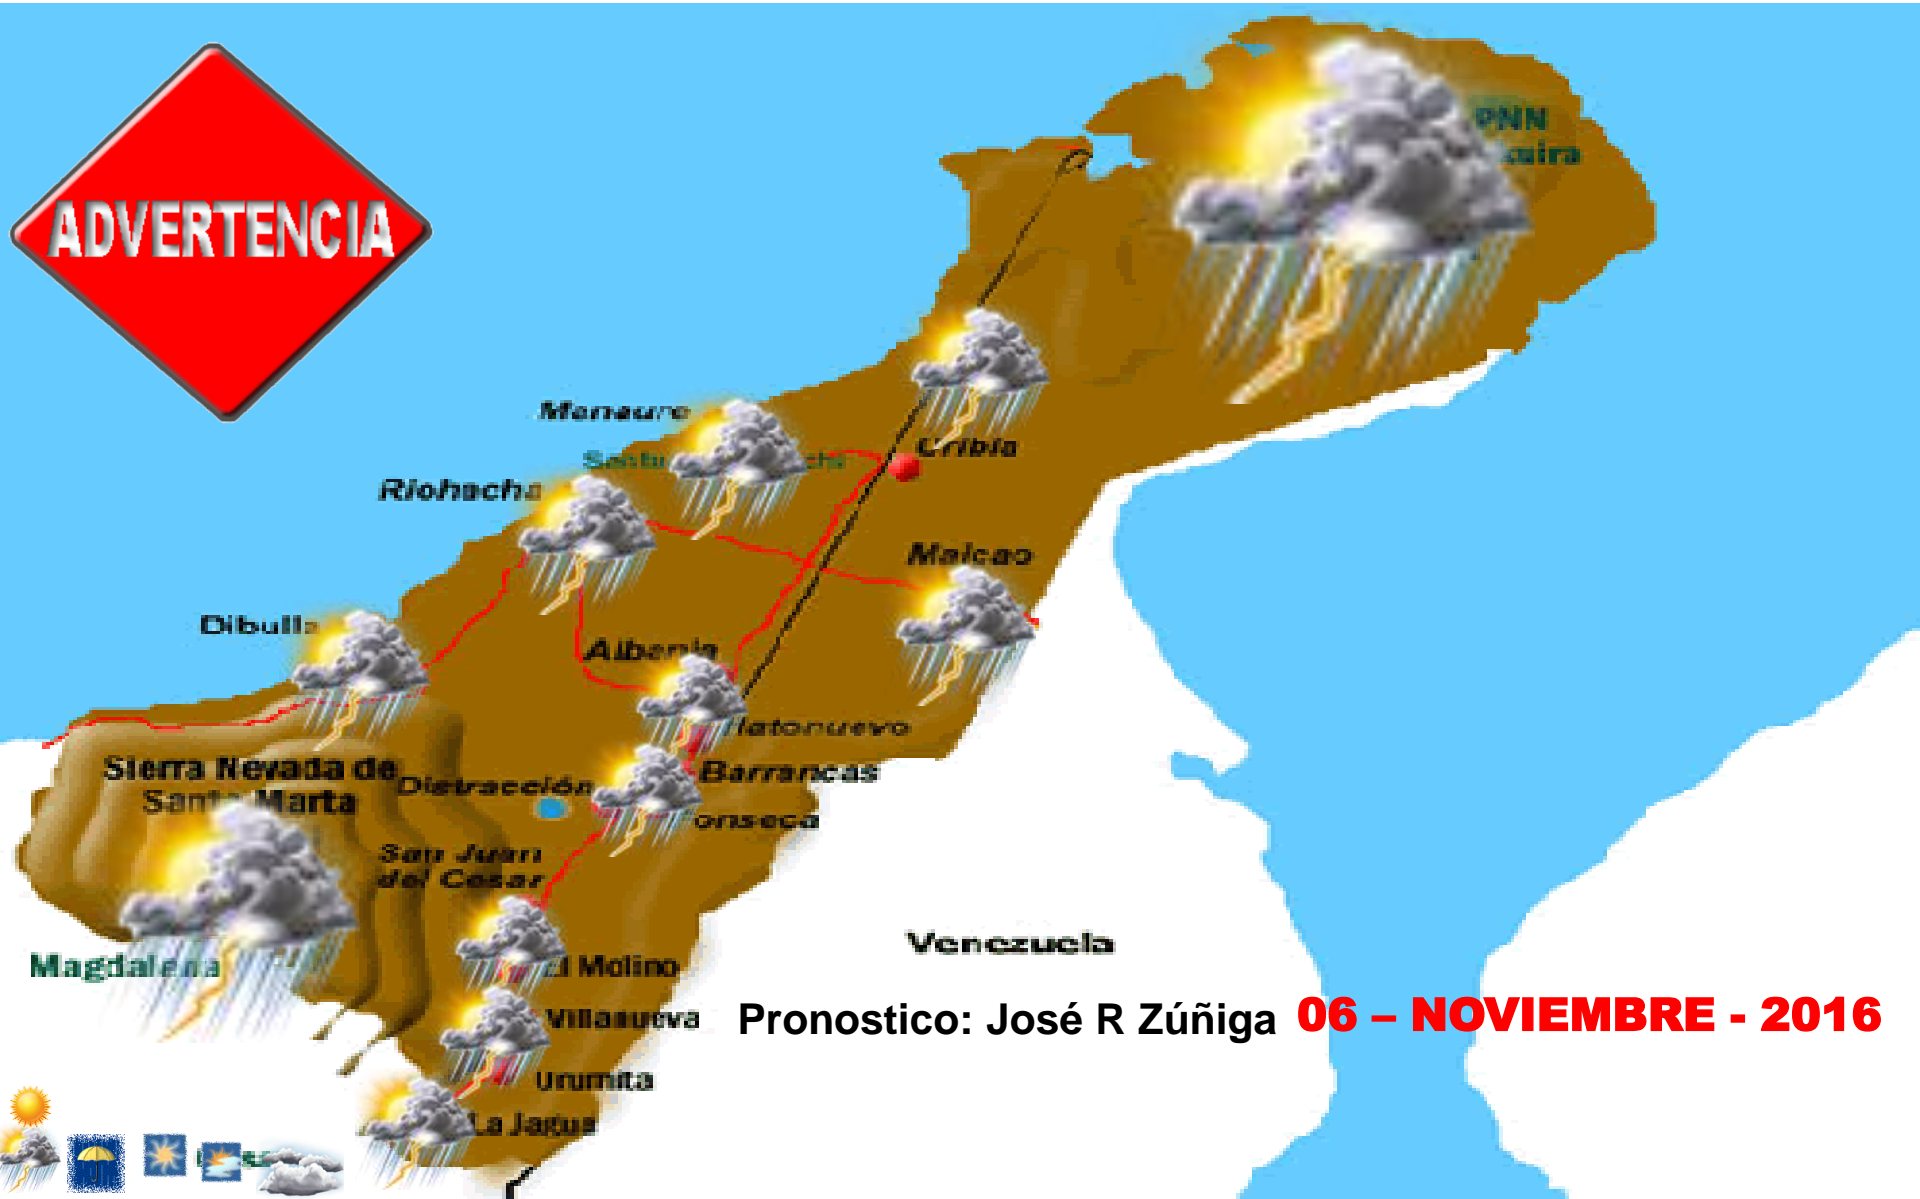 ADVERTENCIA
PNN
Manaure
Uribia
Riohacha
Maicao
Dibulla
Albania
Hatonuevo
Sierra Nevada de
Santa Marta
Distracción
Barrancas
Fonseca
San Juan
del Cesar
Venezuela
Magdalena
El Molino
Villanueva
Pronostico: José R Zúñiga 06 – NOVIEMBRE - 2016
Urumita
La Jagua